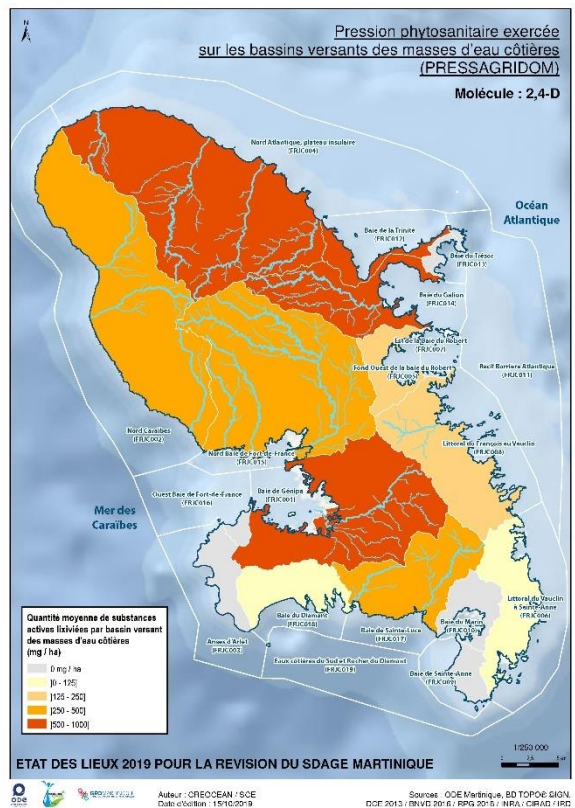 N
Pression phytosanitaire exercée
sur les bassins versants des masses d'eau côtières
(PRESSAGRIDOM)
Molécule : 2,4-D
Nord Atlantique, plateau insulaire
(FRJC004)
Océan
Atlantique
Baie de la Trinité
(FRJC012)
Baie du Trésor
(FRJC013)
Baie du Galion
(FRJC014)
Est de la Baie du Robert
(FRJC007)
Fond Ouest de la baie du Robert
(FRJC005)
Récif Barrière Atlantique
(FRJC011)
Nord Caraïbes
(FRJC002)
Littoral du François au Vauclin
(FRJC008)
Nord Baie de Fort-de-France
(FRJC015)
Baie de Génipa
(FRJC001)
Ouest Baie de Fort-de-France
(FRJC016)
Mer des
Caraïbes
Littoral du Vauclin
à Sainte-Anne
(FRJC006)
Baie du Diamant
(FRJC018)
Baie du Marin
(FRJC010)
Baie de Sainte-Luce
(FRJC017)
Anses d'Arlet
(FRJC003)
Eaux côtières du Sud et Rocher du Diamant
(FRJC019)
Baie de Sainte-Anne
(FRJC009)
Quantité moyenne de substances
actives lixiviées par bassin versant
des masses d'eau côtières
(mg / ha)
0 mg / ha
]0 - 125]
]125 - 250]
]250 - 500]
]500 - 1000]
1:250 000
ETAT DES LIEUX 2019 POUR LA REVISION DU SDAGE MARTINIQUE
ODE
Auteur : CREOCEAN / SCE
Date d'édition : 15/10/2019
Sources : ODE Martinique, BD TOPO® SIGN,